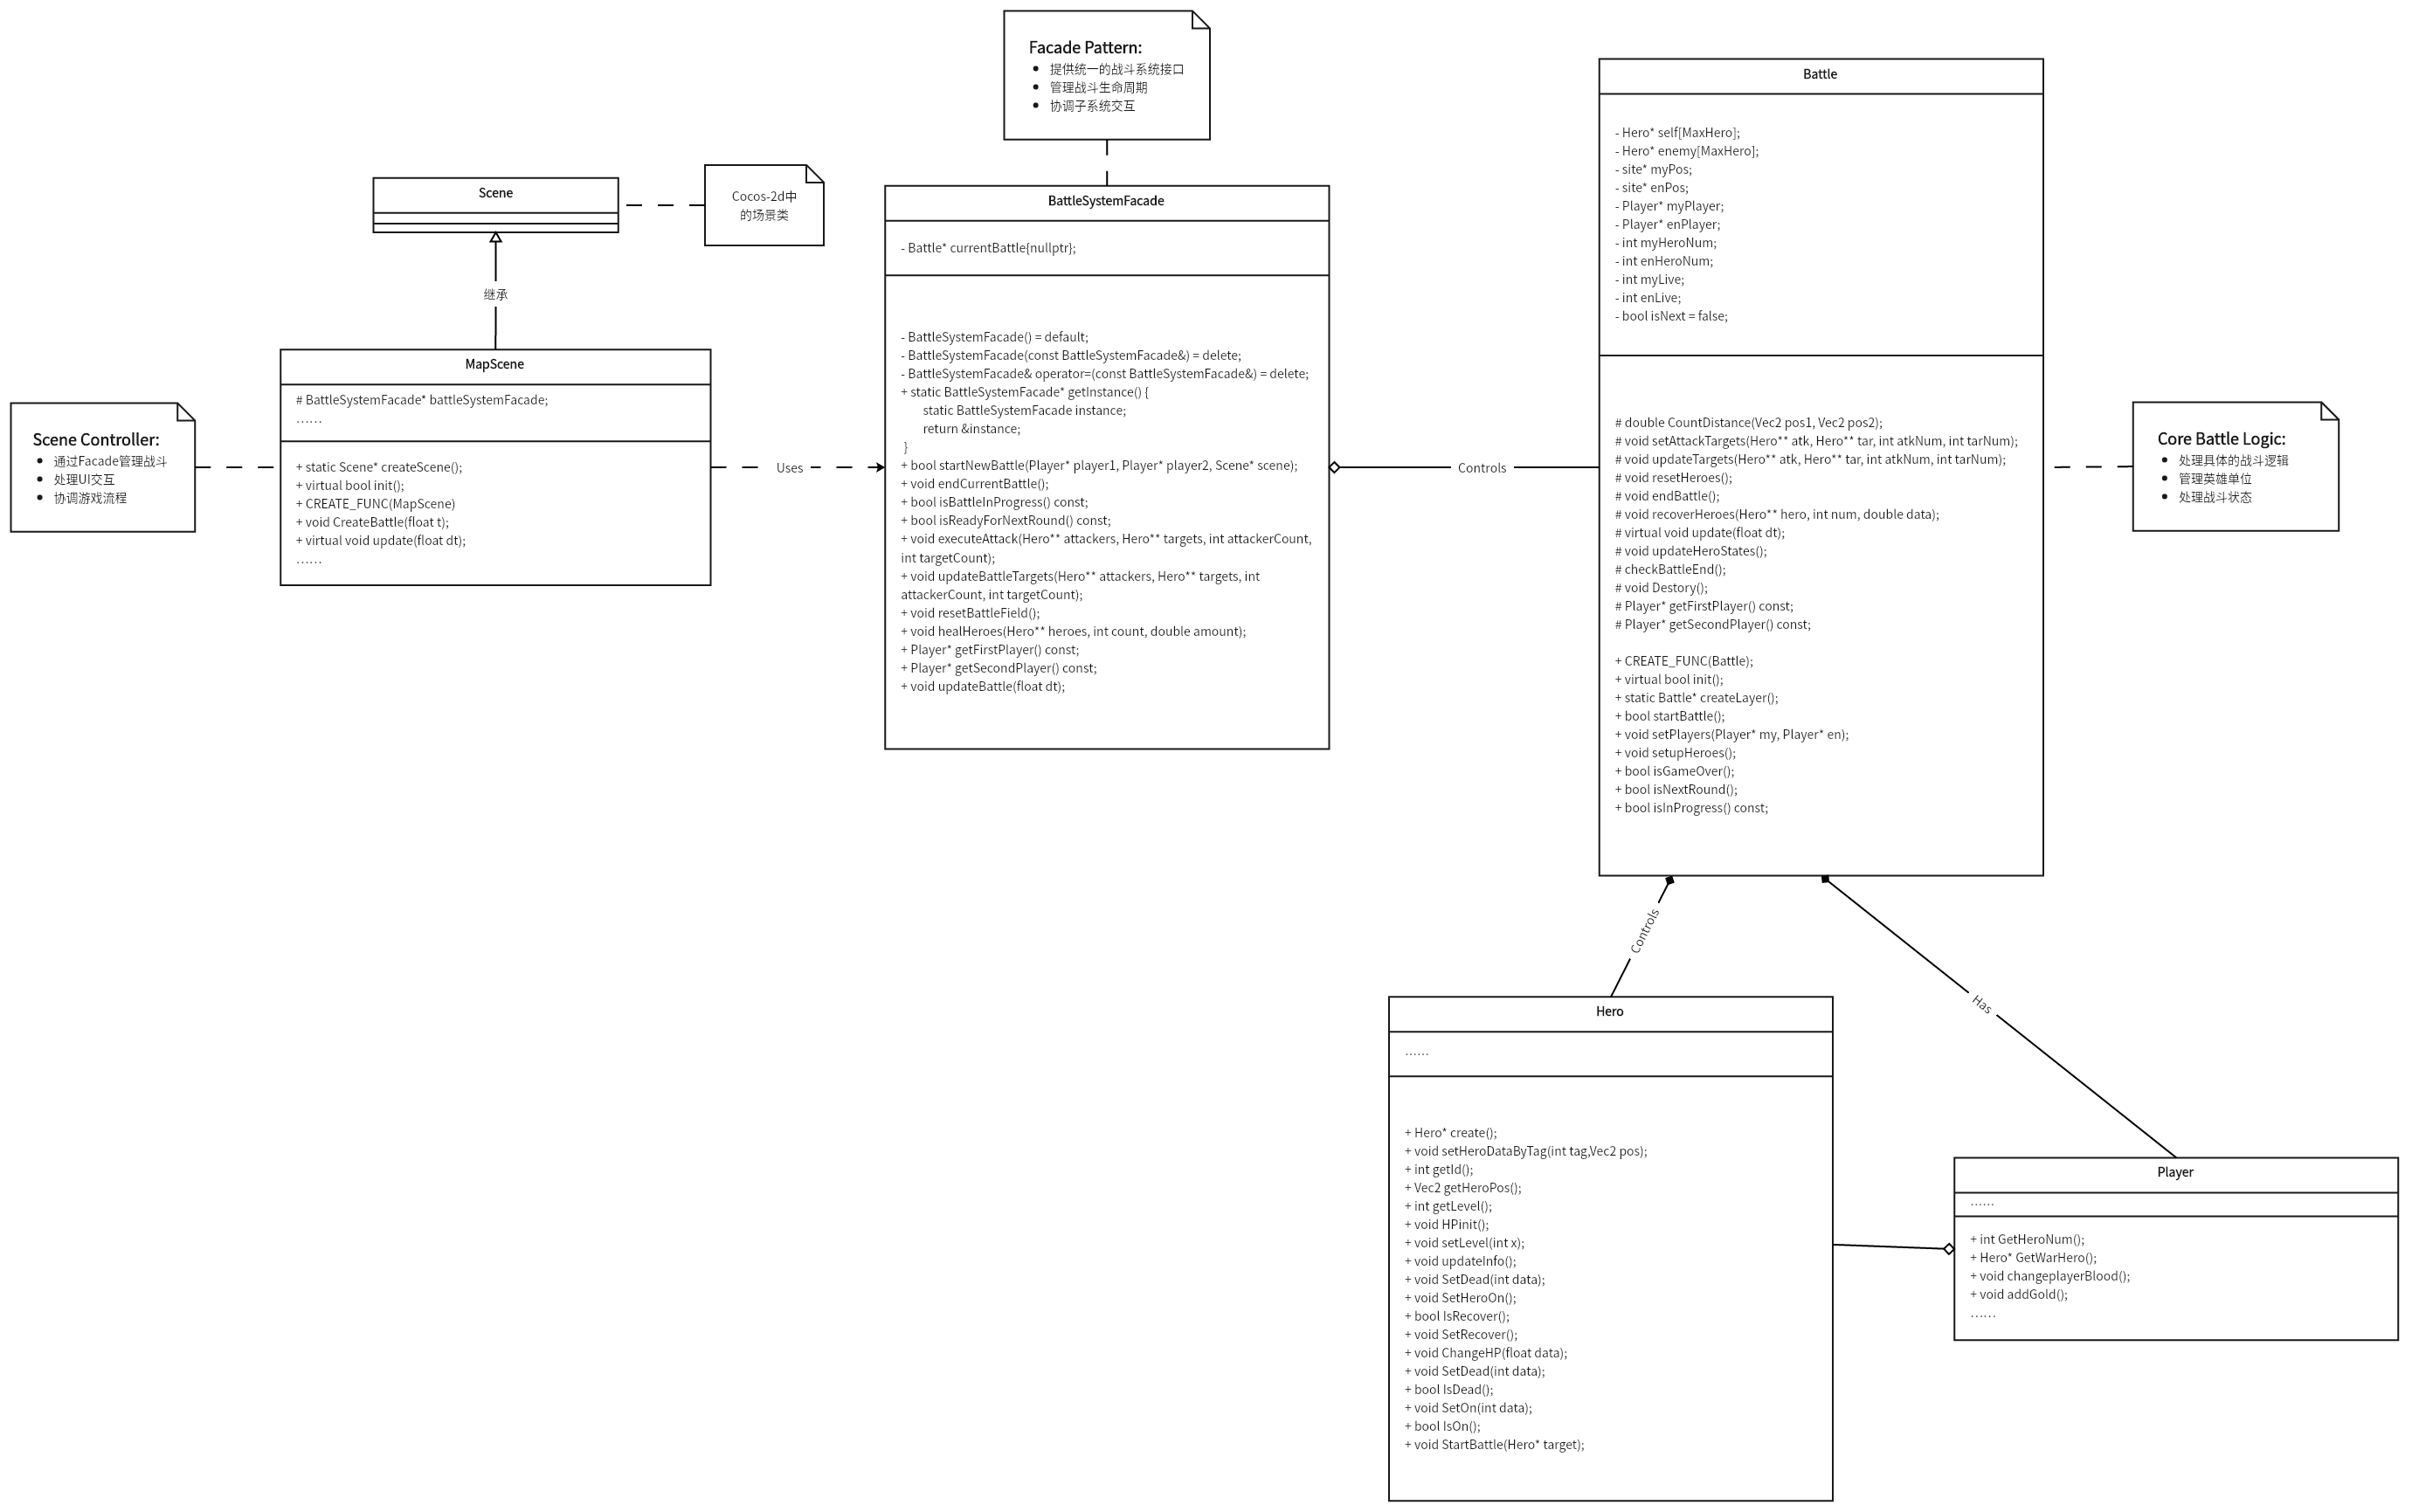 Facade Pattern:
提供统一的战斗系统接口
管理战斗生命周期
协调子系统交互
Scene
Cocos-2d中
的场景类
继承
MapScene
# BattleSystemFacade* battleSystemFacade;
……
+ static Scene* createScene();
+ virtual bool init();
+ CREATE_FUNC(MapScene)
+ void CreateBattle(float t);
+ virtual void update(float dt);
……
Scene Controller:
通过Facade管理战斗
处理UI交互
协调游戏流程
Uses
BattleSystemFacade
- Battle* currentBattle{nullptr};
- BattleSystemFacade() = default;
- BattleSystemFacade(const BattleSystemFacade&) = delete;
- BattleSystemFacade& operator=(const BattleSystemFacade&) = delete;
+ static BattleSystemFacade* getInstance() {
static BattleSystemFacade instance;
return &instance;
}
+ bool startNewBattle(Player* player1, Player* player2, Scene* scene);
+ void endCurrentBattle();
+ bool isBattleInProgress() const;
+ bool isReadyForNextRound() const;
+ void executeAttack(Hero** attackers, Hero** targets, int attackerCount,
int targetCount);
+ void updateBattleTargets(Hero** attackers, Hero** targets, int
attackerCount, int targetCount);
+ void resetBattleField();
+ void healHeroes(Hero** heroes, int count, double amount);
+ Player* getFirstPlayer() const;
+ Player* getSecondPlayer() const;
+ void updateBattle(float dt);
Controls
Battle
- Hero* self[MaxHero];
- Hero* enemy[MaxHero];
- site* myPos;
- site* enPos;
- Player* myPlayer;
- Player* enPlayer;
- int myHeroNum;
- int enHeroNum;
- int myLive;
- int enLive;
- bool isNext = false;
# double CountDistance(Vec2 pos1, Vec2 pos2);
# void setAttackTargets(Hero** atk, Hero** tar, int atkNum, int tarNum);
# void updateTargets(Hero** atk, Hero** tar, int atkNum, int tarNum);
# void resetHeroes();
# void endBattle();
# void recoverHeroes(Hero** hero, int num, double data);
# virtual void update(float dt);
# void updateHeroStates();
# checkBattleEnd();
# void Destory();
# Player* getFirstPlayer() const;
# Player* getSecondPlayer() const;
+ CREATE_FUNC(Battle);
+ virtual bool init();
+ static Battle* createLayer();
+ bool startBattle();
+ void setPlayers(Player* my, Player* en);
+ void setupHeroes();
+ bool isGameOver();
+ bool isNextRound();
+ bool isInProgress() const;
Core Battle Logic:
处理具体的战斗逻辑
管理英雄单位
处理战斗状态
Controls
Has
Hero
……
+ Hero* create();
+ void setHeroDataByTag(int tag,Vec2 pos);
+ int getId();
+ Vec2 getHeroPos();
+ int getLevel();
+ void HPinit();
+ void setLevel(int x);
+ void updateInfo();
+ void SetDead(int data);
+ void SetHeroOn();
+ bool IsRecover();
+ void SetRecover();
+ void ChangeHP(float data);
+ void SetDead(int data);
+ bool IsDead();
+ void SetOn(int data);
+ bool IsOn();
+ void StartBattle(Hero* target);
Player
……
+ int GetHeroNum();
+ Hero* GetWarHero();
+ void changeplayerBlood();
+ void addGold();
……